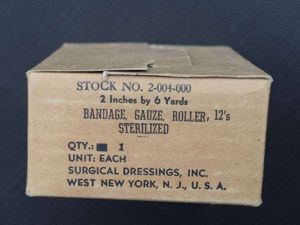 STOCK NO. 2-004-000
2 Inches by 6 Yards
BANDAGE, GAUZE, ROLLER, 12's
STERILIZED
QTY.: 1
UNIT: EACH
SURGICAL DRESSINGS, INC.
WEST NEW YORK, N. J., U. S. A.